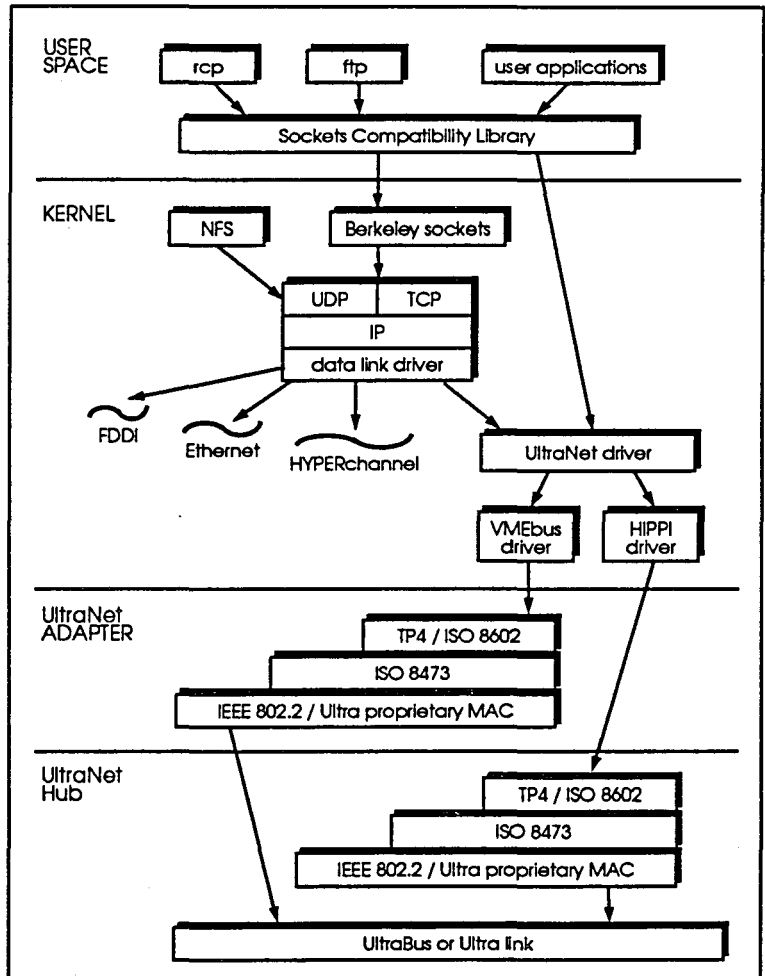 USER
SPACE
rcp
ftp
user applications
Sockets Compatibility Library
KERNEL
NFS
Berkeley sockets
UDP
TCP
IP
data link driver
FDDI
Ethernet
HYPERchannel
UltraNet driver
VMEbus
driver
HIPPI
driver
UltraNet
ADAPTER
TP4 / ISO 8602
ISO 8473
IEEE 802.2 / Ultra proprietary MAC
UltraNet
Hub
TP4 / ISO 8602
ISO 8473
IEEE 802.2 / Ultra proprietary MAC
UltraBus or Ultra link